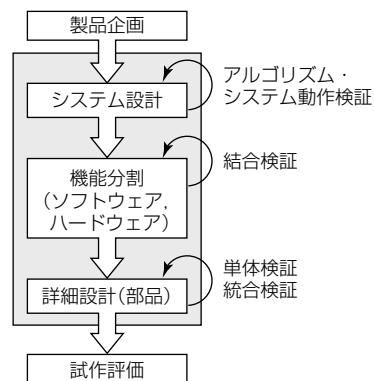 製品企画
アルゴリズム・
システム動作検証
システム設計
結合検証
機能分割
(ソフトウェア,
ハードウェア)
単体検証
統合検証
詳細設計(部品)
試作評価